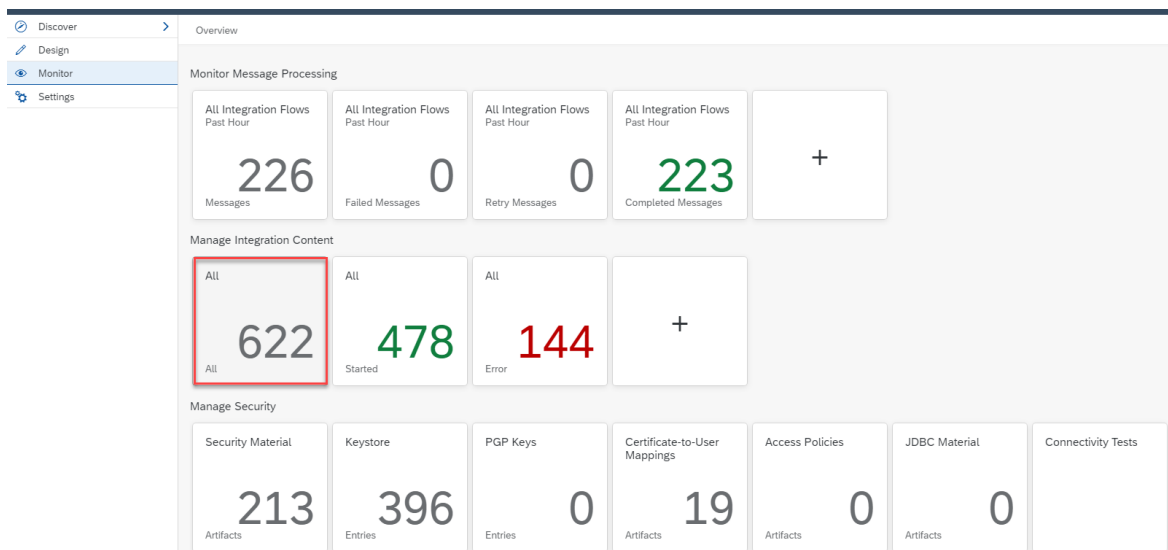 Discover
Design
Monitor
Settings
Overview
Monitor Message Processing
All Integration Flows
Past Hour
226
Messages
All Integration Flows
Past Hour
0
Failed Messages
All Integration Flows
Past Hour
0
Retry Messages
All Integration Flows
Past Hour
223
Completed Messages
+
Manage Integration Content
All
622
All
All
478
Started
All
144
Error
+
Manage Security
Security Material
213
Artifacts
Keystore
396
Entries
PGP Keys
0
Entries
Certificate-to-User
Mappings
19
Artifacts
Access Policies
0
Artifacts
JDBC Material
0
Artifacts
Connectivity Tests